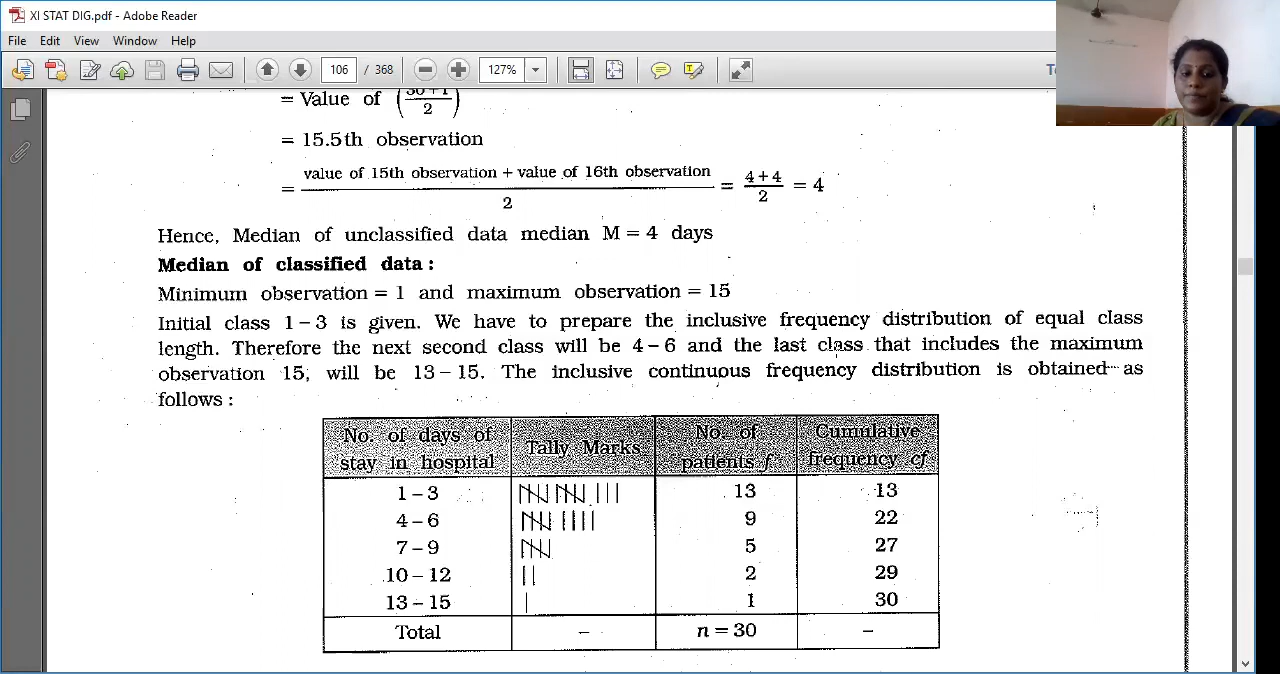 XI STAT DIG.pdf - Adobe Reader
File Edit View Window Help
106 / 368 127%
= Value of (30 + 1 / 2)
= 15.5th observation
= value of 15th observation + value of 16th observation / 2 = 4 + 4 / 2 = 4
Hence, Median of unclassified data median M = 4 days
Median of classified data :
Minimum observation = 1 and maximum observation = 15
Initial class 1 – 3 is given. We have to prepare the inclusive frequency distribution of equal class
length. Therefore the next second class will be 4 – 6 and the last class that includes the maximum
observation 15, will be 13 – 15. The inclusive continuous frequency distribution is obtained as
follows :
No. of days of stay in hospital Tally Marks No. of patients f Cumulative frequency cf
1 – 3 13 13
4 – 6 9 22
7 – 9 5 27
10 – 12 2 29
13 – 15 1 30
Total – n = 30 –